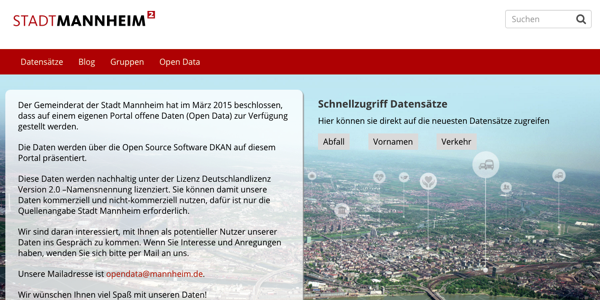 STADTMANNHEIM²
Suchen
Datensätze Blog Gruppen Open Data
Der Gemeinderat der Stadt Mannheim hat im März 2015 beschlossen,
dass auf einem eigenen Portal offene Daten (Open Data) zur Verfügung
gestellt werden.
Die Daten werden über die Open Source Software DKAN auf diesem
Portal präsentiert.
Diese Daten werden nachhaltig unter der Lizenz Deutschlandlizenz
Version 2.0 –Namensnennung lizenziert. Sie können damit unsere
Daten kommerziell und nicht-kommerziell nutzen, dafür ist nur die
Quellenangabe Stadt Mannheim erforderlich.
Wir sind daran interessiert, mit Ihnen als potentieller Nutzer unserer
Daten ins Gespräch zu kommen. Wenn Sie Interesse und Anregungen
haben, wenden Sie sich bitte per Mail an uns.
Unsere Mailadresse ist opendata@mannheim.de.
Wir wünschen Ihnen viel Spaß mit unseren Daten!
Schnellzugriff Datensätze
Hier können sie direkt auf die neuesten Datensätze zugreifen
Abfall Vornamen Verkehr